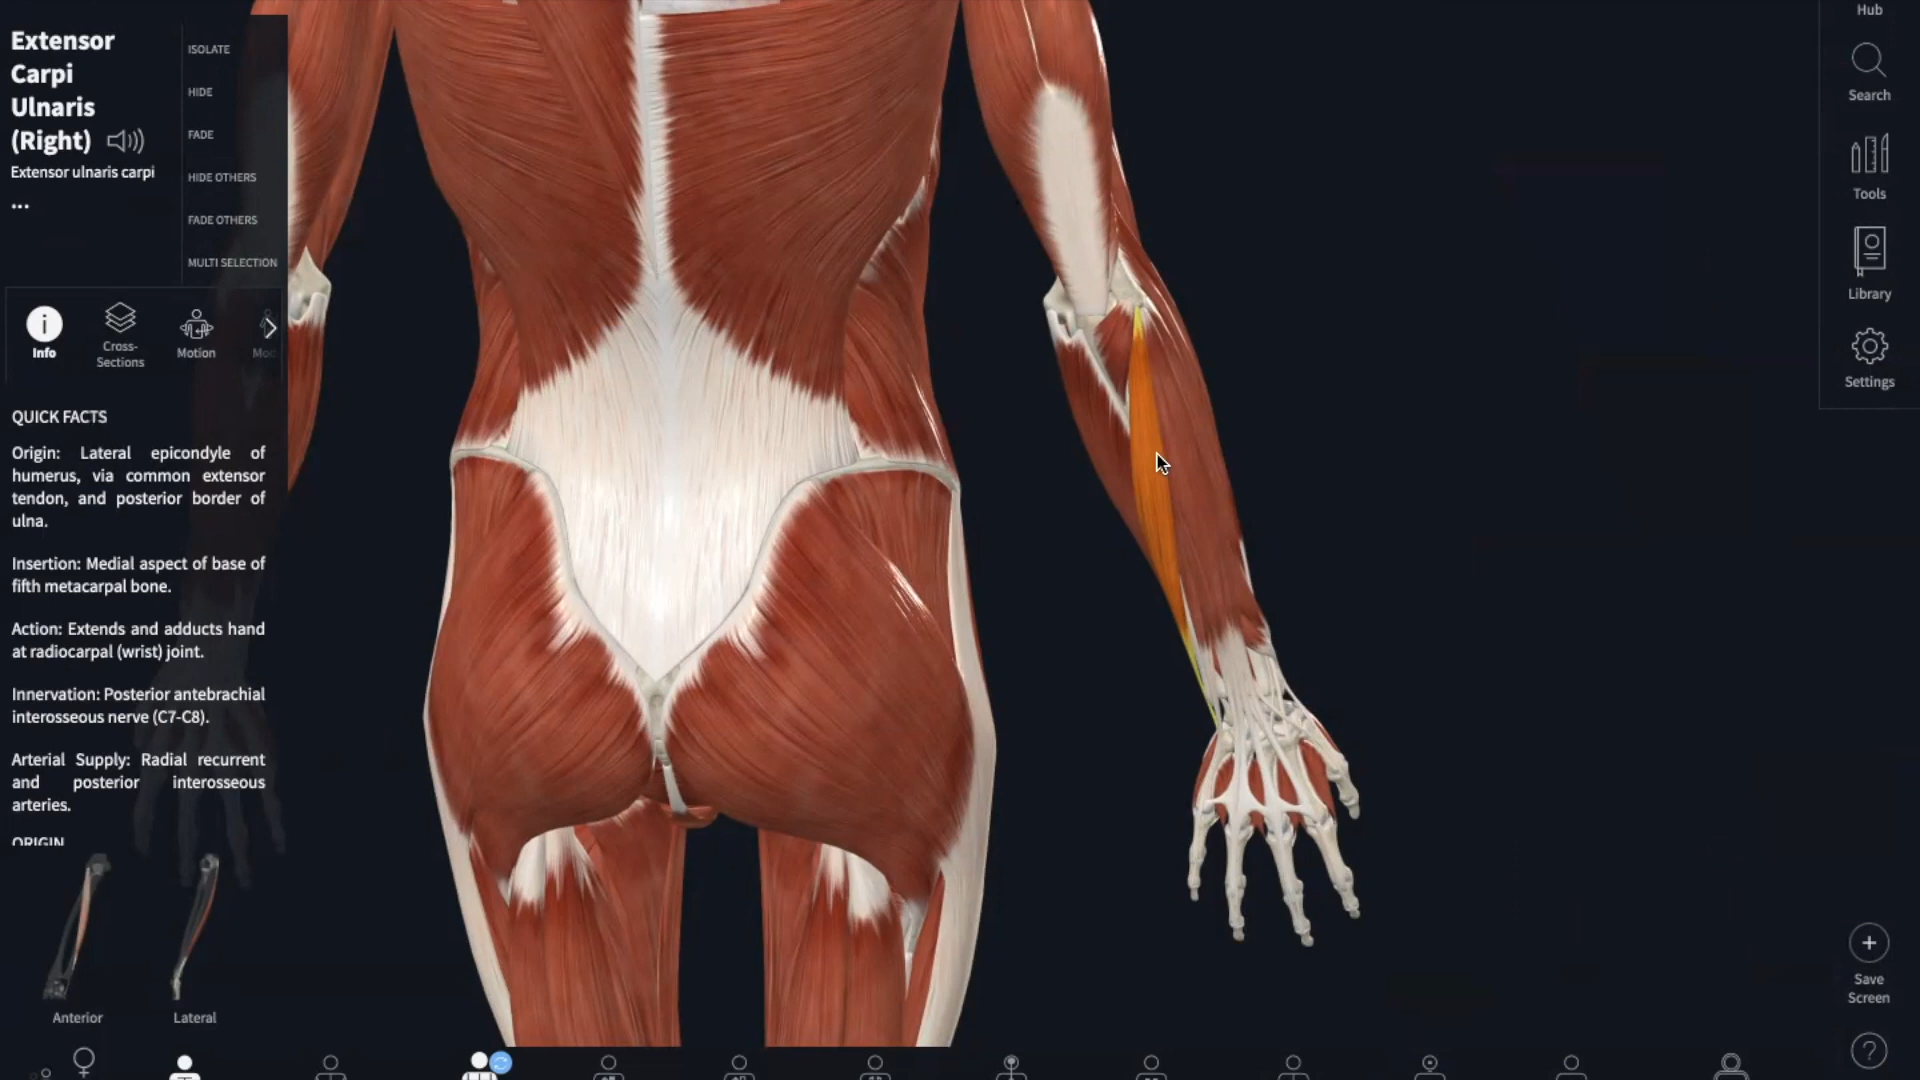 Extensor
Carpi
Ulnaris
(Right)
Extensor ulnaris carpi
...
ISOLATE
HIDE
FADE
HIDE OTHERS
FADE OTHERS
MULTI SELECTION
Info
Cross-
Sections
Motion
QUICK FACTS
Origin: Lateral epicondyle of
humerus, via common extensor
tendon, and posterior border of
ulna.
Insertion: Medial aspect of base of
fifth metacarpal bone.
Action: Extends and adducts hand
at radiocarpal (wrist) joint.
Innervation: Posterior antebrachial
interosseous nerve (C7-C8).
Arterial Supply: Radial recurrent
and posterior interosseous
arteries.
ORIGIN
Anterior
Lateral
Hub
Search
Tools
Library
Settings
Save
Screen